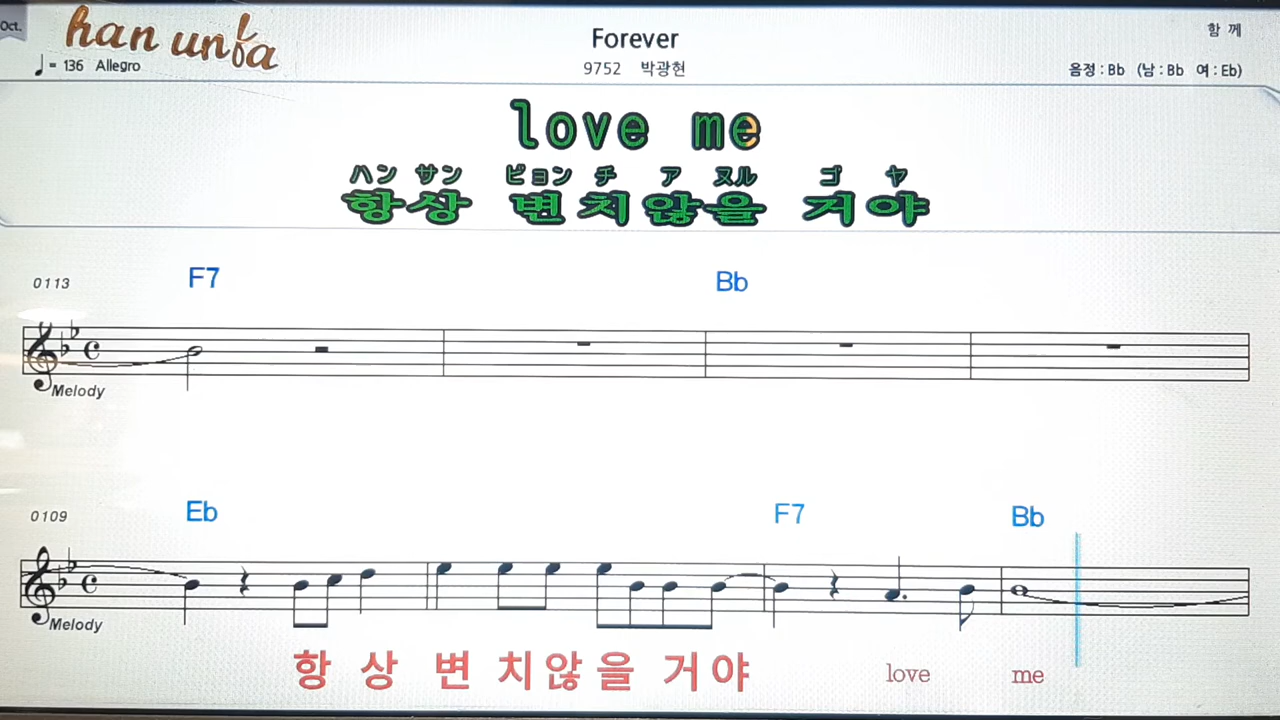 Oct.
han unfa
Forever
함 께
♩ = 136 Allegro
9752 박광현
음정 : Bb (남 : Bb 여 : Eb)
love me
ハン サン ビョン チ ア ヌル ゴ ヤ
항상 변치 않을 거야
0113
F7 Bb
Melody
0109
Eb F7 Bb
Melody
항 상 변 치 않 을 거 야 love me